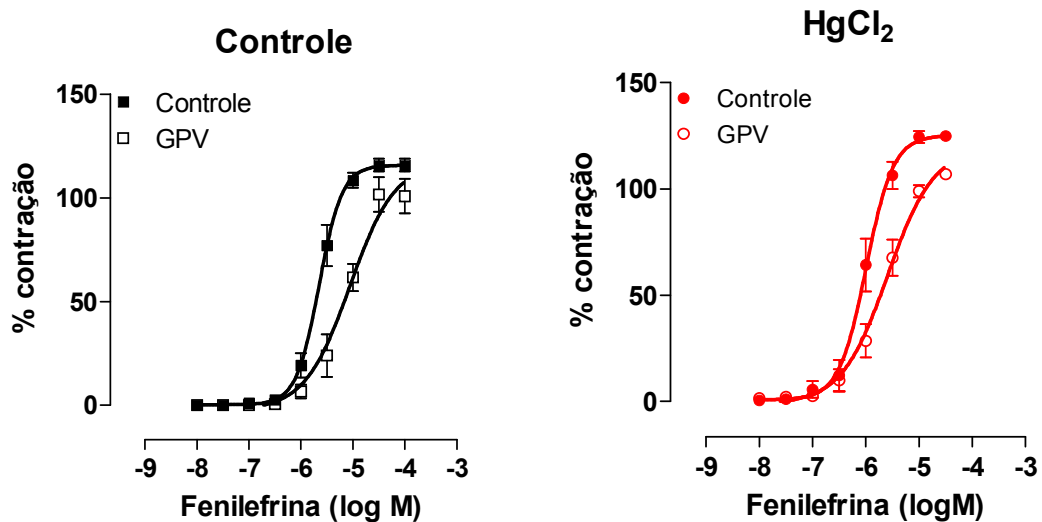 Controle
150
Controle
GPV
100
50
0
% contração
-9 -8 -7 -6 -5 -4 -3
Fenilefrina (log M)
HgCl₂
150
Controle
GPV
100
50
0
% contração
-9 -8 -7 -6 -5 -4 -3
Fenilefrina (logM)